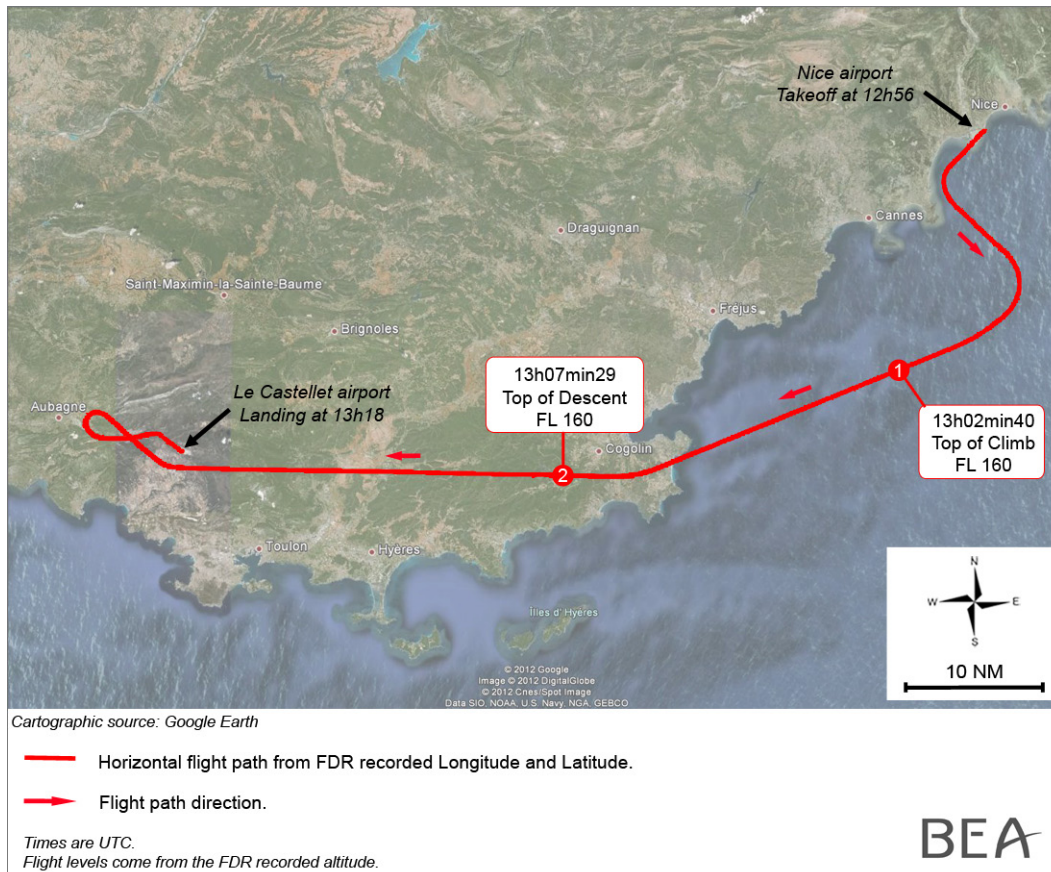 Nice airport
Takeoff at 12h56
Nice
Cannes
Draguignan
Saint-Maximin-la-Sainte-Baume
Fréjus
Brignoles
1
13h07min29
Top of Descent
FL 160
Le Castellet airport
Landing at 13h18
Aubagne
13h02min40
Top of Climb
FL 160
Cogolin
2
Toulon
Hyères
Îlles d'Hyères
N
W
E
S
10 NM
© 2012 Google
Image © 2012 DigitalGlobe
© 2012 Cnes/Spot Image
Data SIO, NOAA, U.S. Navy, NGA, GEBCO
Cartographic source: Google Earth
Horizontal flight path from FDR recorded Longitude and Latitude.
Flight path direction.
Times are UTC.
Flight levels come from the FDR recorded altitude.
BEA